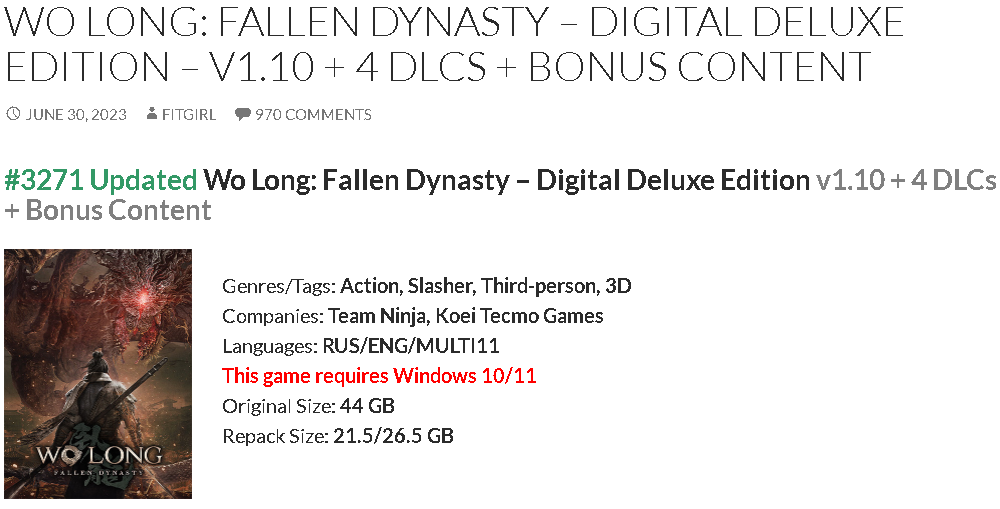 WO LONG: FALLEN DYNASTY – DIGITAL DELUXE
EDITION – V1.10 + 4 DLCS + BONUS CONTENT
JUNE 30, 2023 FITGIRL 970 COMMENTS
#3271 Updated Wo Long: Fallen Dynasty – Digital Deluxe Edition v1.10 + 4 DLCs
+ Bonus Content
Genres/Tags: Action, Slasher, Third-person, 3D
Companies: Team Ninja, Koei Tecmo Games
Languages: RUS/ENG/MULTI11
This game requires Windows 10/11
Original Size: 44 GB
Repack Size: 21.5/26.5 GB
WO LONG
FALLEN DYNASTY